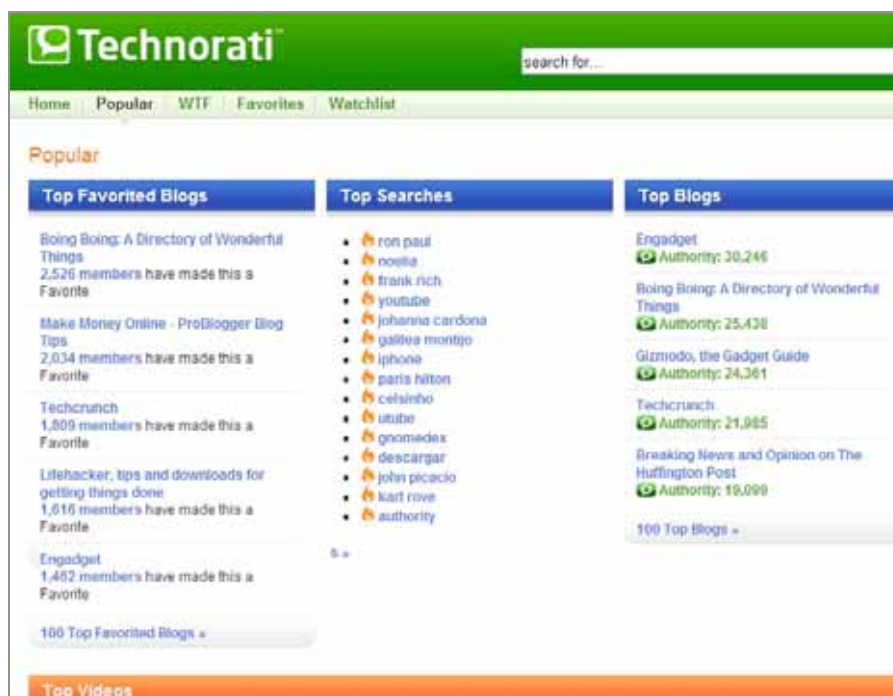 Technorati
search for...
Home Popular WTF Favorites Watchlist
Popular
Top Favorited Blogs
Boing Boing: A Directory of Wonderful
Things
2,526 members have made this a
Favorite
Make Money Online - ProBlogger Blog
Tips
2,034 members have made this a
Favorite
Techcrunch
1,809 members have made this a
Favorite
Lifehacker, tips and downloads for
getting things done
1,616 members have made this a
Favorite
Engadget
1,462 members have made this a
Favorite
100 Top Favorited Blogs »
Top Searches
ron paul
noelia
frank rich
youtube
johanna cardona
galilea montijo
iphone
paris hilton
celsinho
utube
gnomedex
descargar
john picacio
karl rove
authority
Top Blogs
Engadget
Authority: 30,246
Boing Boing: A Directory of Wonderful
Things
Authority: 25,438
Gizmodo, the Gadget Guide
Authority: 24,361
Techcrunch
Authority: 21,985
Breaking News and Opinion on The
Huffington Post
Authority: 19,099
100 Top Blogs »
Top Videos